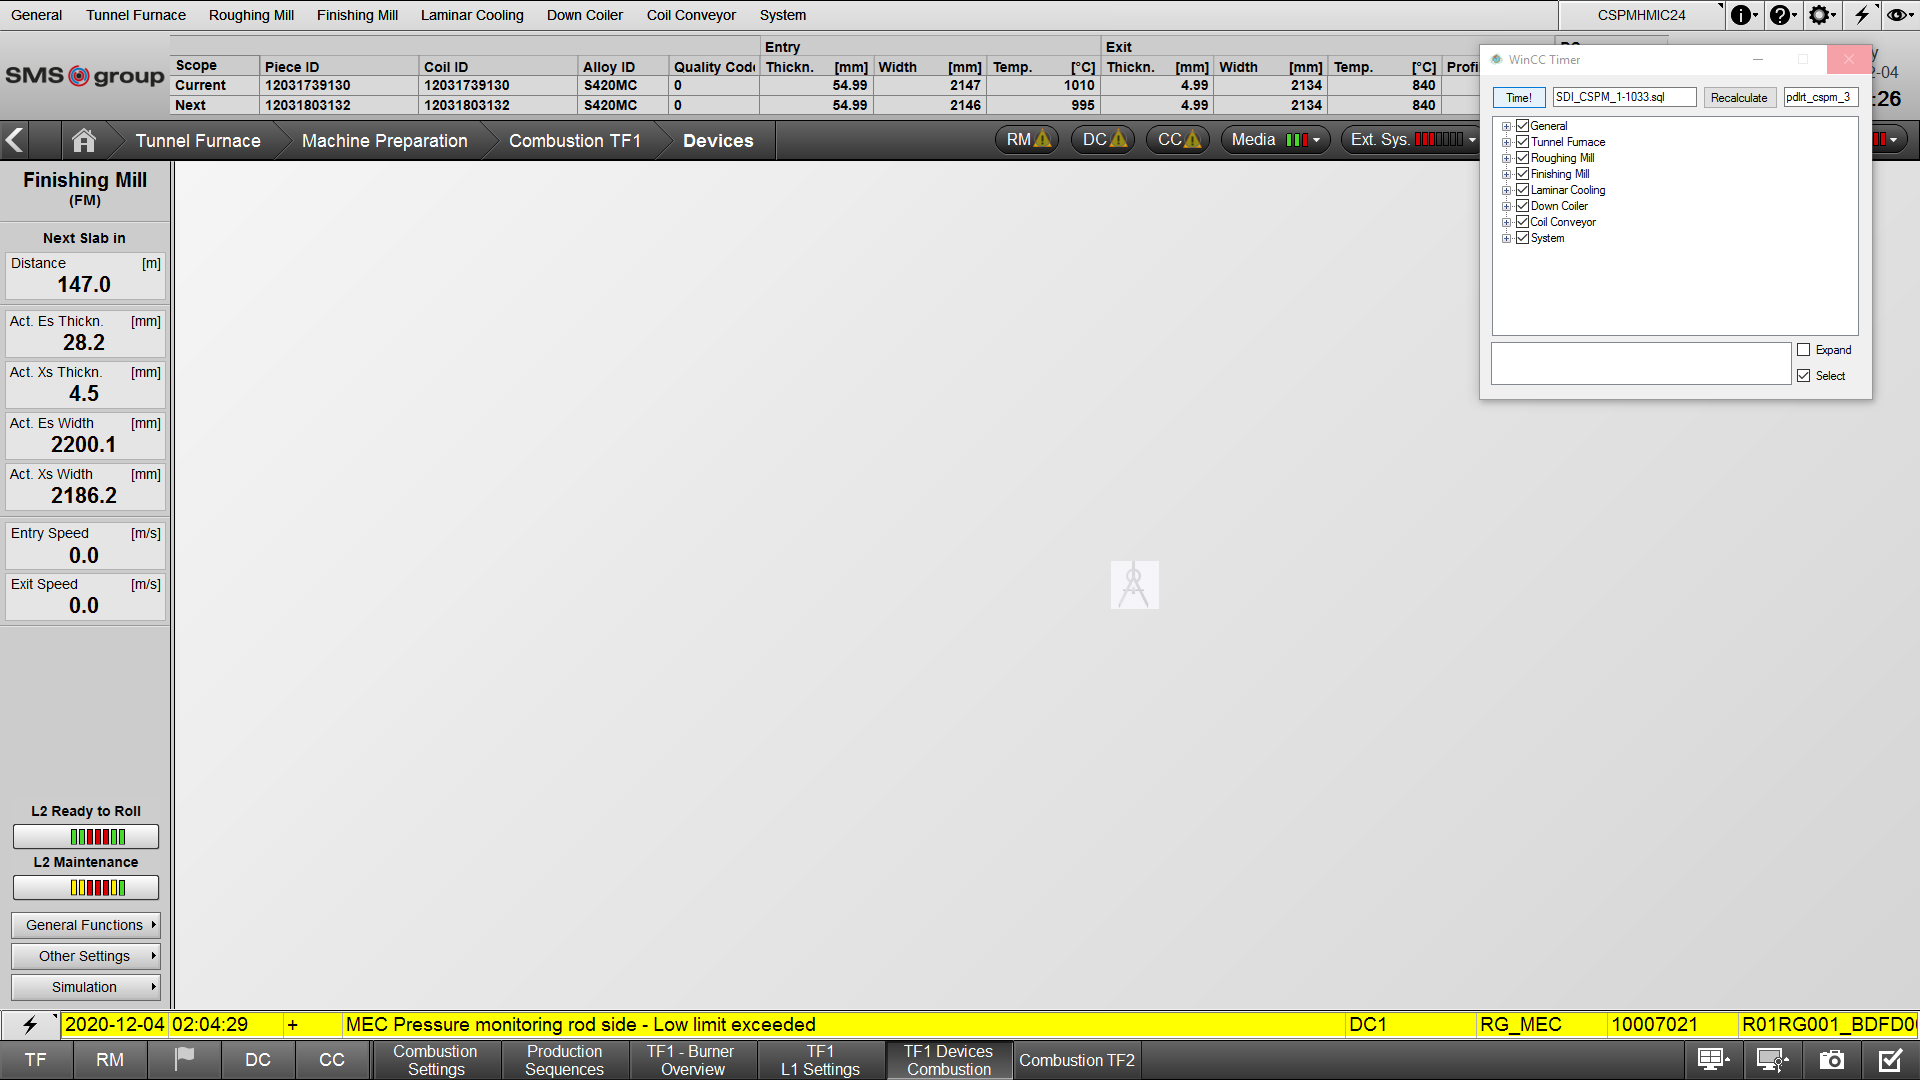 General Tunnel Furnace Roughing Mill Finishing Mill Laminar Cooling Down Coiler Coil Conveyor System CSPMHMIC24
Entry Exit
Scope Piece ID Coil ID Alloy ID Quality Thickn. [mm] Width [mm] Temp. [°C] Thickn. [mm] Width [mm] Temp. [°C]
Current 12031739130 12031739130 S420MC 0 54.99 2147 1010 4.99 2134 840
Next 12031803132 12031803132 S420MC 0 54.99 2146 995 4.99 2134 840
SMS group
Tunnel Furnace Machine Preparation Combustion TF1 Devices RM DC CC Media Ext. Sys.
WinCC Timer
Time! SDI_CSPM_1-1033.sql Recalculate pdlrt_cspm_3
:26
-04
General
Tunnel Furnace
Roughing Mill
Finishing Mill
Laminar Cooling
Down Coiler
Coil Conveyor
System
Expand
Select
Finishing Mill
(FM)
Next Slab in
Distance [m]
147.0
Act. Es Thickn. [mm]
28.2
Act. Xs Thickn. [mm]
4.5
Act. Es Width [mm]
2200.1
Act. Xs Width [mm]
2186.2
Entry Speed [m/s]
0.0
Exit Speed [m/s]
0.0
L2 Ready to Roll
L2 Maintenance
General Functions
Other Settings
Simulation
2020-12-04 02:04:29 + MEC Pressure monitoring rod side - Low limit exceeded DC1 RG_MEC 10007021 R01RG001_BDFD0
TF RM DC CC
Combustion
Settings
Production
Sequences
TF1 - Burner
Overview
TF1
L1 Settings
TF1 Devices
Combustion
Combustion TF2